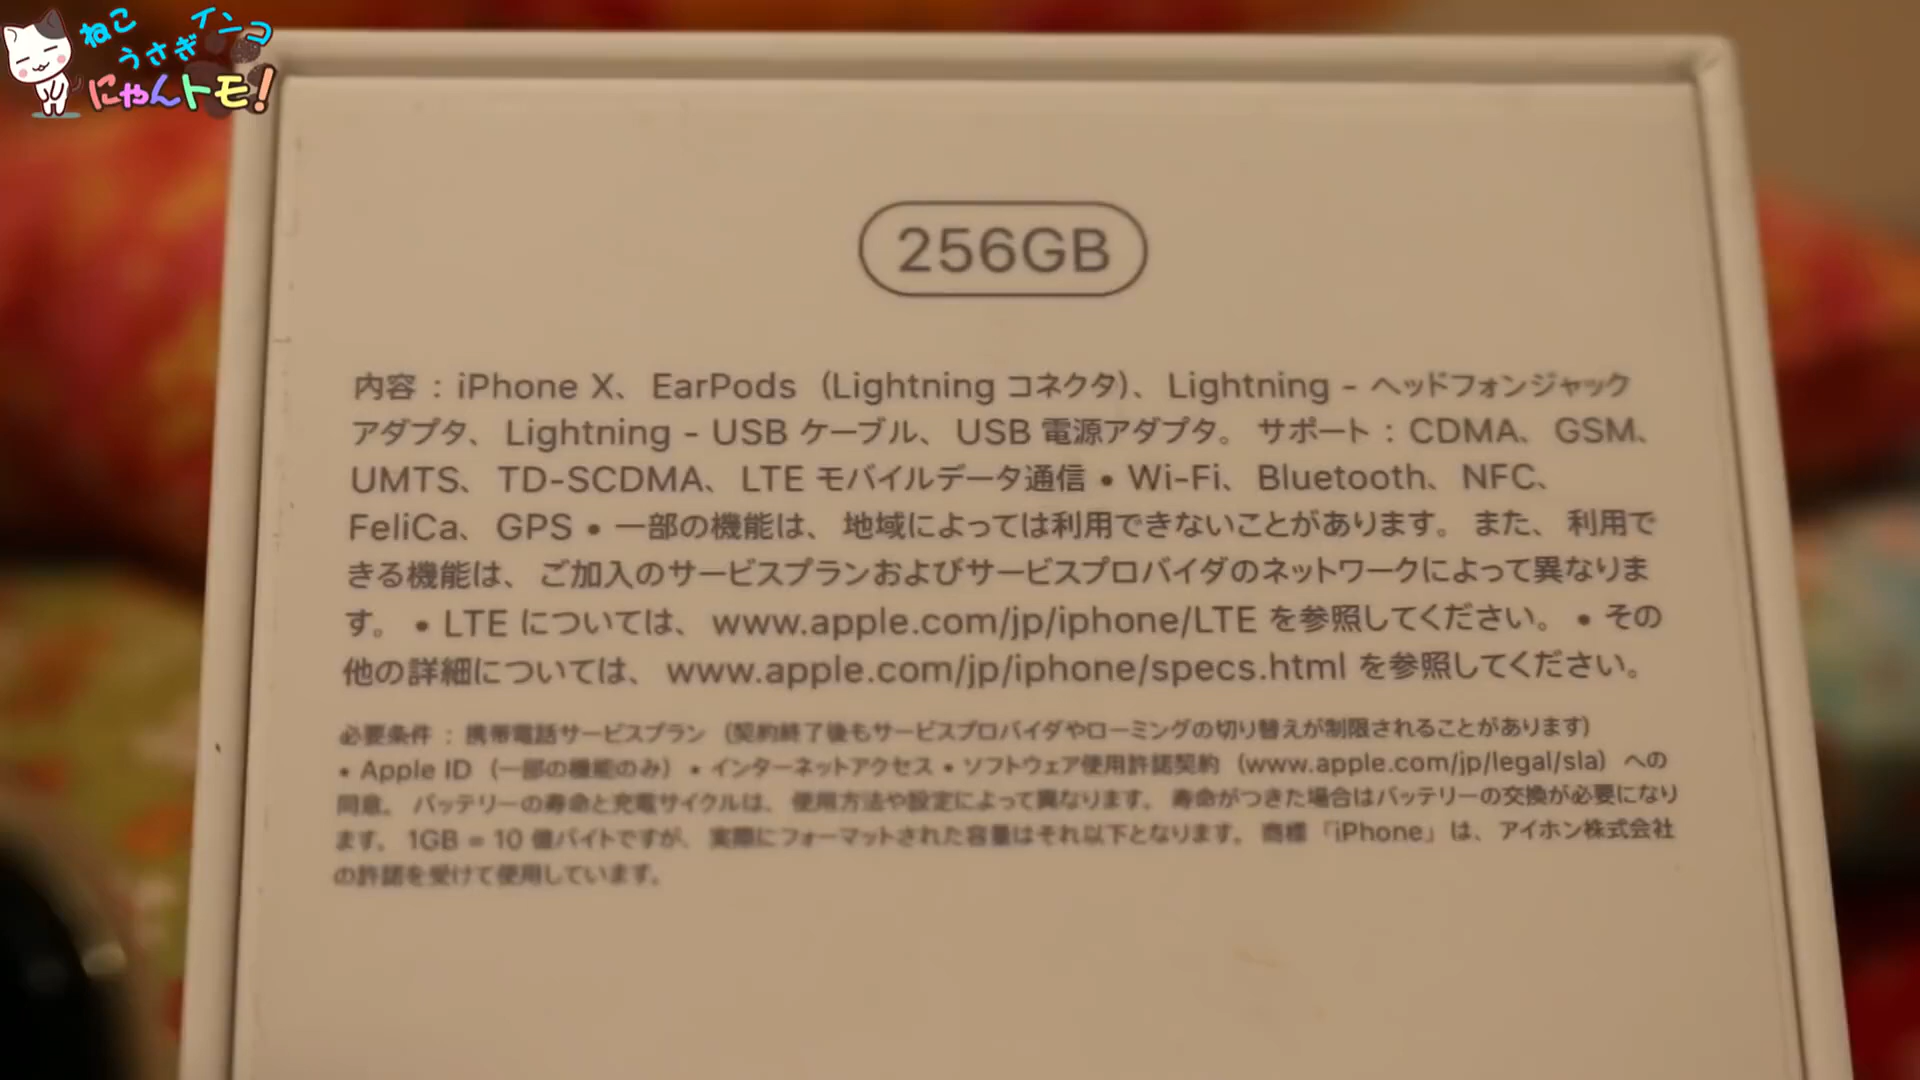 ねこ
うさぎ
インコ
にゃんトモ!
256GB
内容 : iPhone X、EarPods（Lightning コネクタ）、Lightning - ヘッドフォンジャック
アダプタ、Lightning - USB ケーブル、USB 電源アダプタ。サポート : CDMA、GSM、
UMTS、TD-SCDMA、LTE モバイルデータ通信 • Wi-Fi、Bluetooth、NFC、
FeliCa、GPS • 一部の機能は、地域によっては利用できないことがあります。また、利用で
きる機能は、ご加入のサービスプランおよびサービスプロバイダのネットワークによって異なりま
す。 • LTE については、www.apple.com/jp/iphone/LTE を参照してください。 • その
他の詳細については、www.apple.com/jp/iphone/specs.html を参照してください。
必要条件 : 携帯電話サービスプラン（契約終了後もサービスプロバイダやローミングの切り替えが制限されることがあります）
• Apple ID（一部の機能のみ） • インターネットアクセス • ソフトウェア使用許諾契約（www.apple.com/jp/legal/sla）への
同意。バッテリーの寿命と充電サイクルは、使用方法や設定によって異なります。寿命がつきた場合はバッテリーの交換が必要になり
ます。1GB = 10 億バイトですが、実際にフォーマットされた容量はそれ以下となります。商標「iPhone」は、アイホン株式会社
の許諾を受けて使用しています。